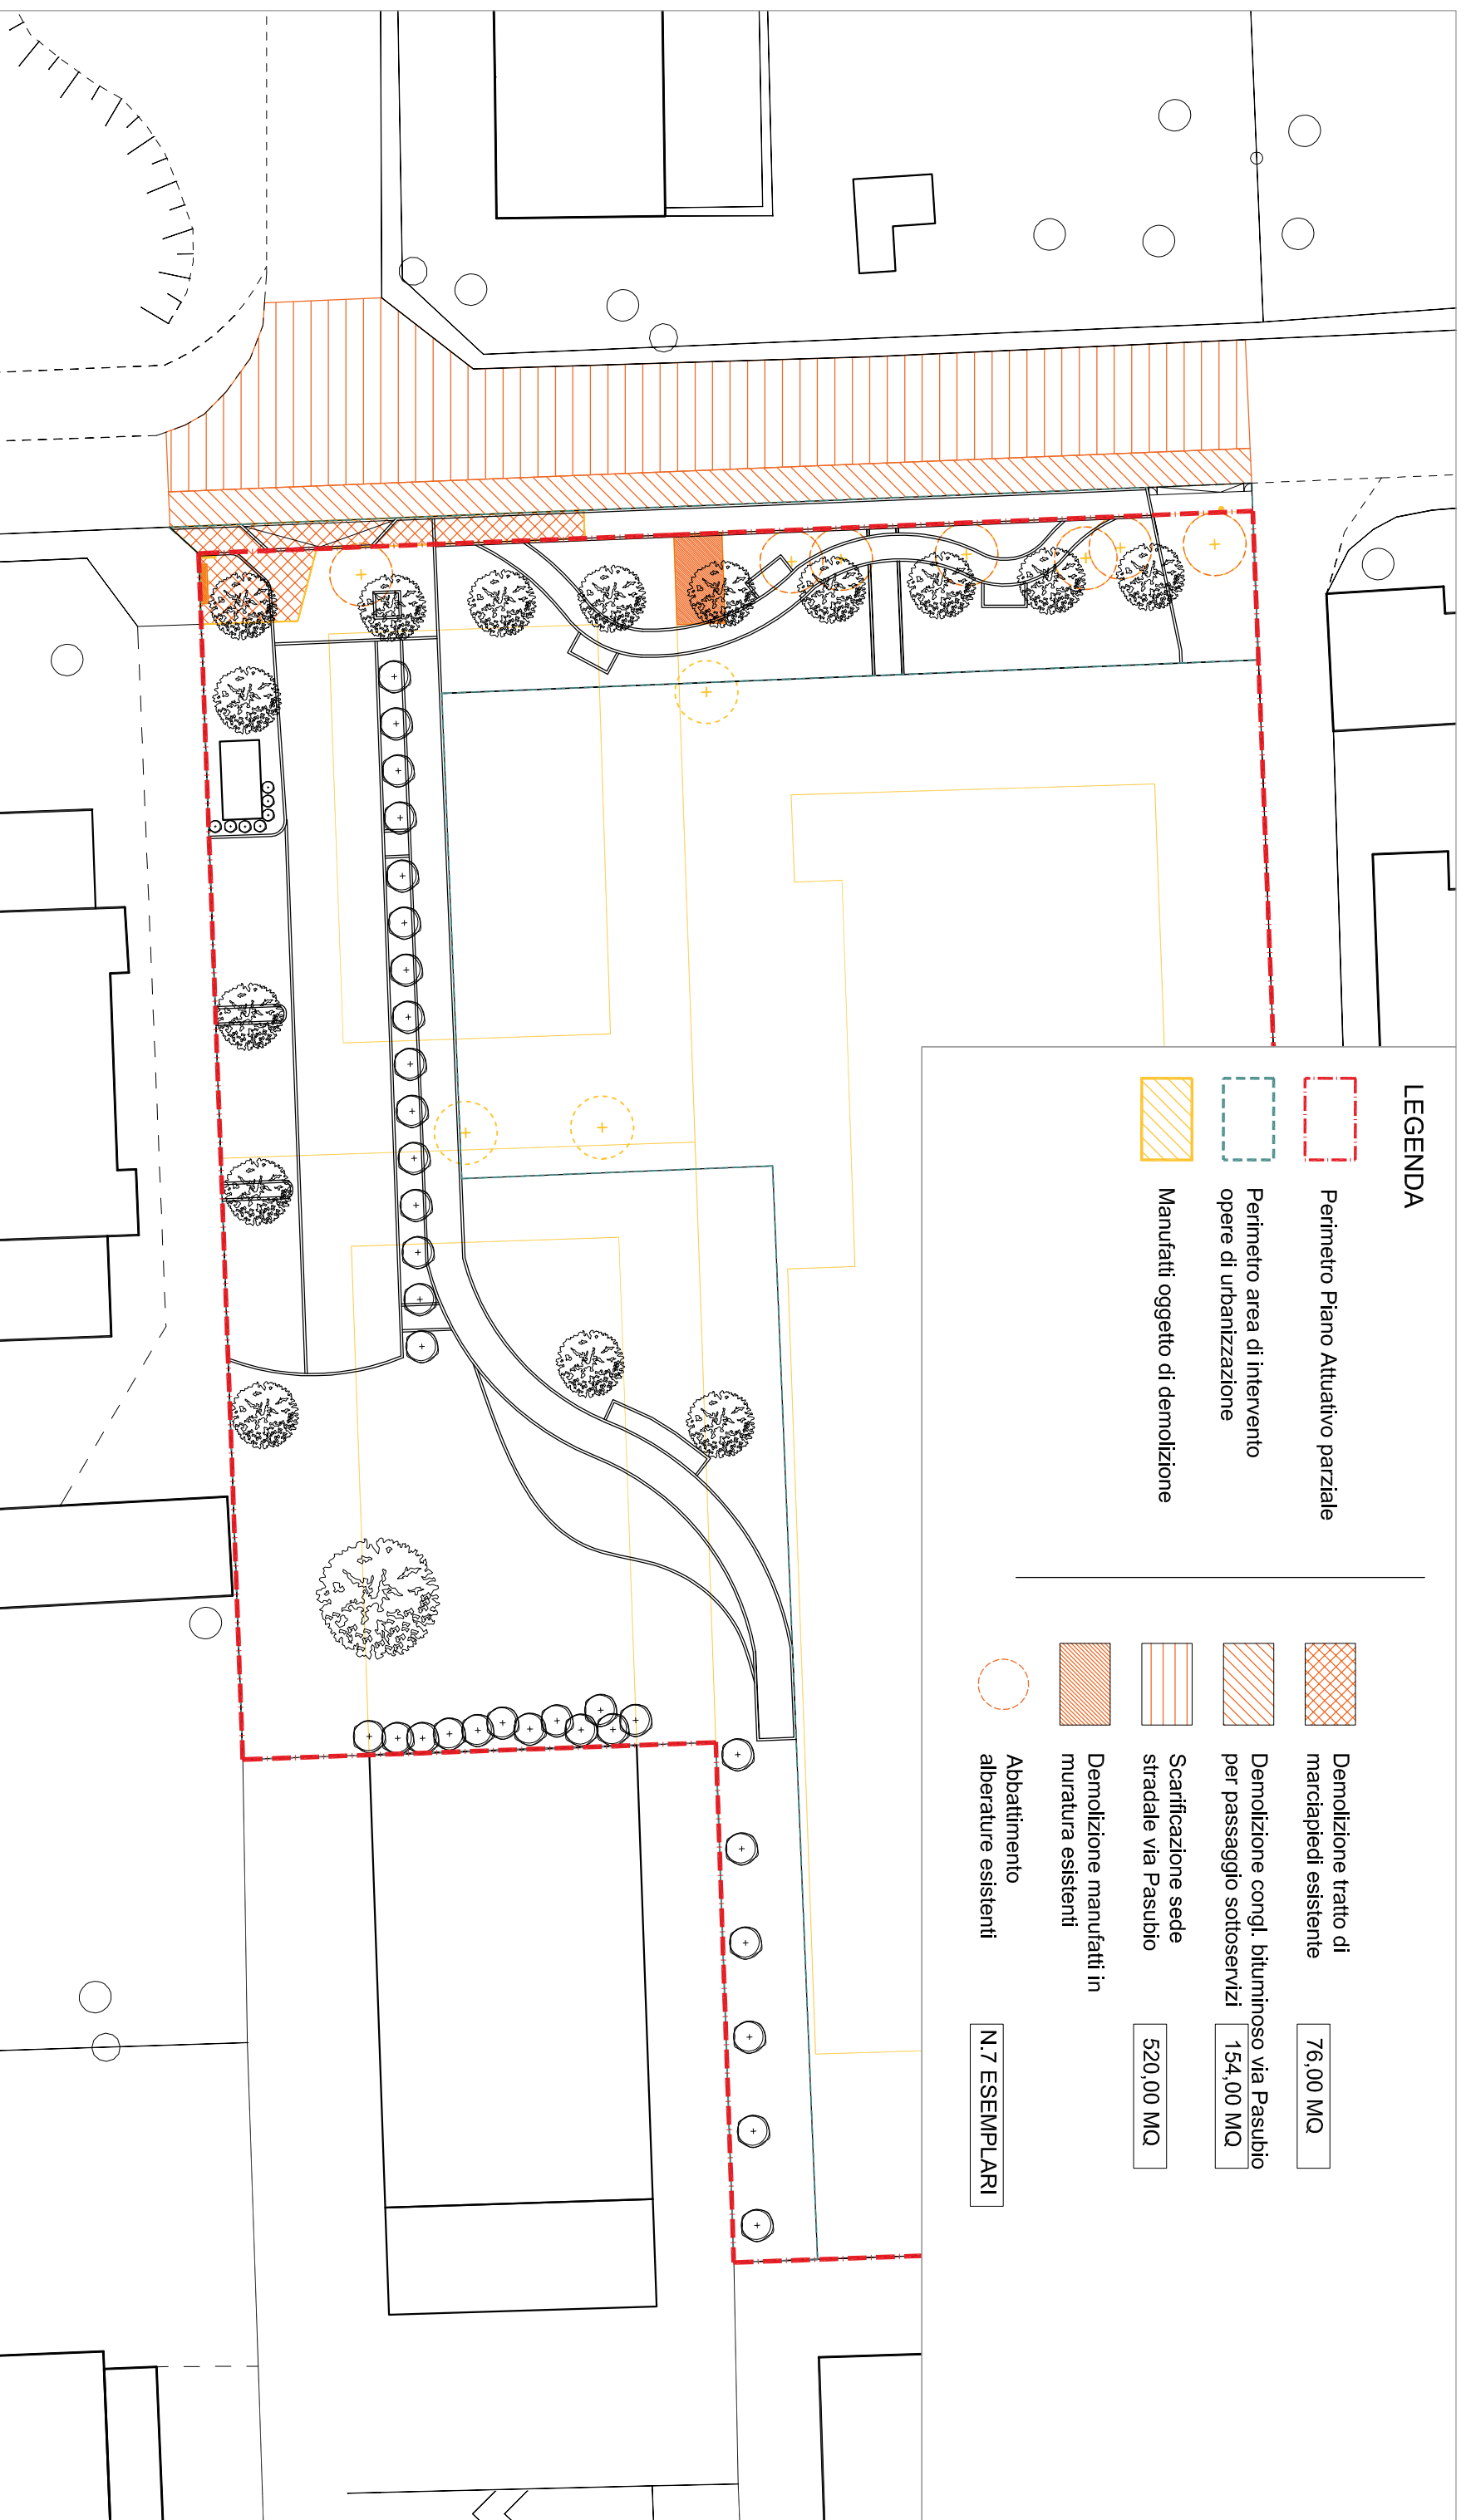 LEGENDA
Perimetro Piano Attuativo parziale
Perimetro area di intervento
opere di urbanizzazione
Manufatti oggetto di demolizione
Demolizione tratto di
marciapiedi esistente
76,00 MQ
Demolizione congl. bituminoso via Pasubio
per passaggio sottoservizi
154,00 MQ
Scarificazione sede
stradale via Pasubio
520,00 MQ
Demolizione manufatti in
muratura esistenti
Abbattimento
alberature esistenti
N.7 ESEMPLARI